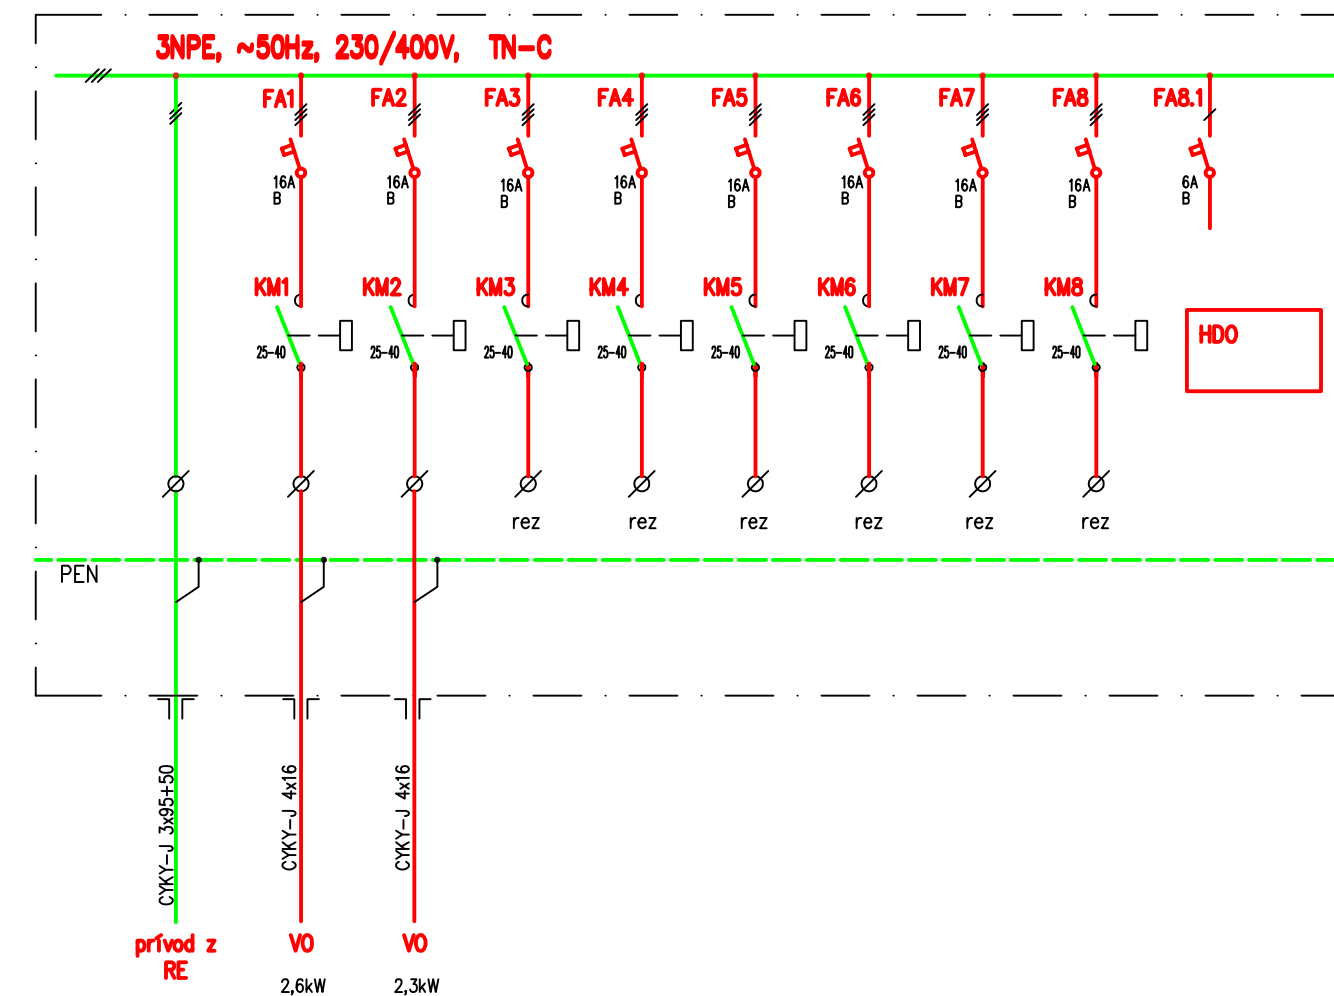 3NPE, ~50Hz, 230/400V, TN-C
FA1 FA2 FA3 FA4 FA5 FA6 FA7 FA8 FA8.1
16A 16A 16A 16A 16A 16A 16A 16A 6A
B B B B B B B B B
KM1 KM2 KM3 KM4 KM5 KM6 KM7 KM8
HDO
25-40 25-40 25-40 25-40 25-40 25-40 25-40 25-40
rez rez rez rez rez rez
PEN
CYKY-J 3x95+50
CYKY-J 4x16
CYKY-J 4x16
prívod z VO VO
RE
2,6kW 2,3kW